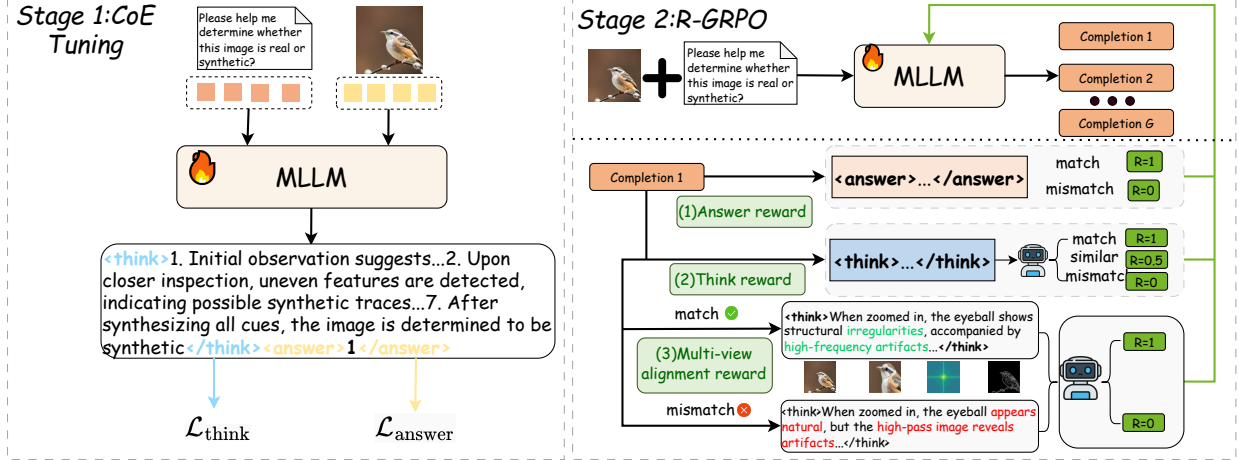 Stage 1:CoE
Tuning
Please help me
determine whether
this image is real or
synthetic?
MLLM
<think>1. Initial observation suggests...2. Upon
closer inspection, uneven features are detected,
indicating possible synthetic traces...7. After
synthesizing all cues, the image is determined to be
synthetic</think><answer>1</answer>
ℒthink
ℒanswer
Stage 2:R-GRPO
Please help me
determine whether
this image is real or
synthetic?
MLLM
Completion 1
Completion 2
Completion G
Completion 1
(1)Answer reward
<answer>...</answer>
match
R=1
mismatch
R=0
(2)Think reward
<think>...</think>
match
R=1
similar
R=0.5
mismatc
R=0
match
(3)Multi-view
alignment reward
mismatch
<think>When zoomed in, the eyeball shows
structural irregularities, accompanied by
high-frequency artifacts...</think>
<think>When zoomed in, the eyeball appears
natural, but the high-pass image reveals
artifacts...</think>
R=1
R=0